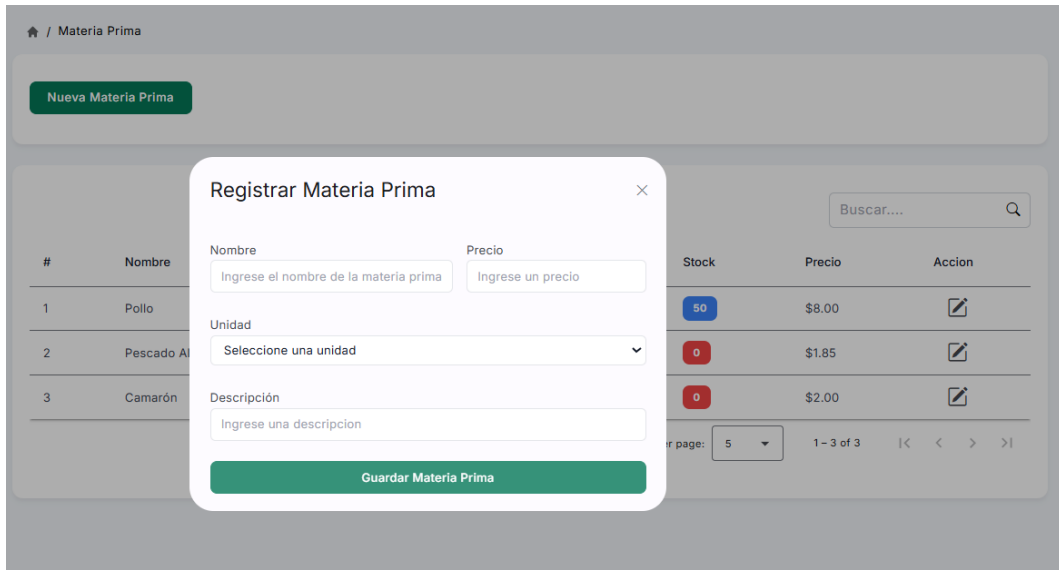 / Materia Prima
Nueva Materia Prima
Registrar Materia Prima
Buscar....
Nombre Precio
Ingrese el nombre de la materia prima Ingrese un precio
Unidad
Seleccione una unidad
Descripción
Ingrese una descripcion
Guardar Materia Prima
# Nombre Stock Precio Accion
1 Pollo 50 $8.00
2 Pescado 0 $1.85
3 Camarón 0 $2.00
page: 5 1 – 3 of 3